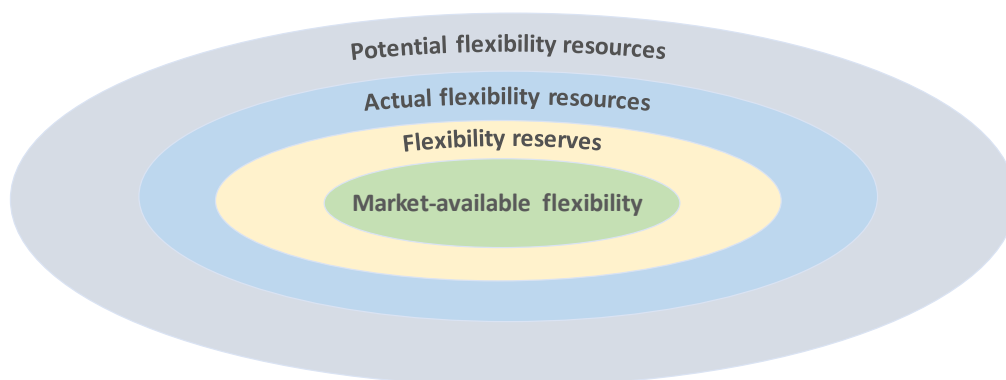 Potential flexibility resources
Actual flexibility resources
Flexibility reserves
Market-available flexibility